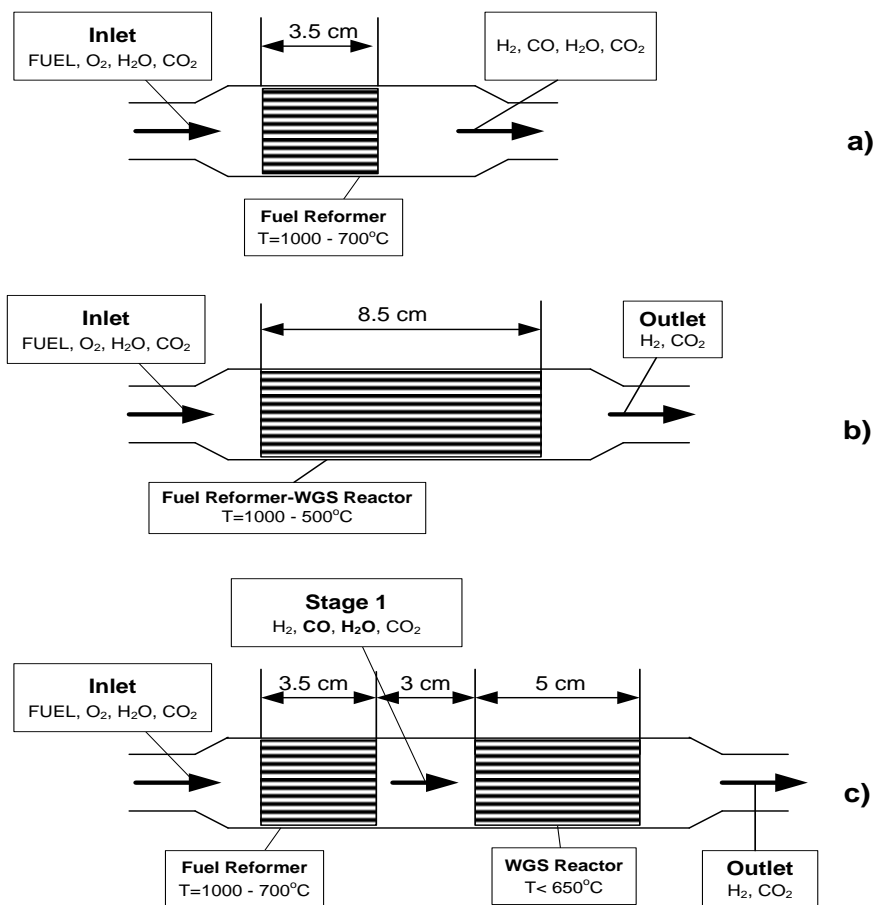 3.5 cm
Inlet
FUEL, O₂, H₂O, CO₂
H₂, CO, H₂O, CO₂
a)
Fuel Reformer
T=1000 - 700°C
8.5 cm
Inlet
FUEL, O₂, H₂O, CO₂
Outlet
H₂, CO₂
b)
Fuel Reformer-WGS Reactor
T=1000 - 500°C
Stage 1
H₂, CO, H₂O, CO₂
Inlet
FUEL, O₂, H₂O, CO₂
3.5 cm
3 cm
5 cm
c)
Fuel Reformer
T=1000 - 700°C
WGS Reactor
T< 650°C
Outlet
H₂, CO₂